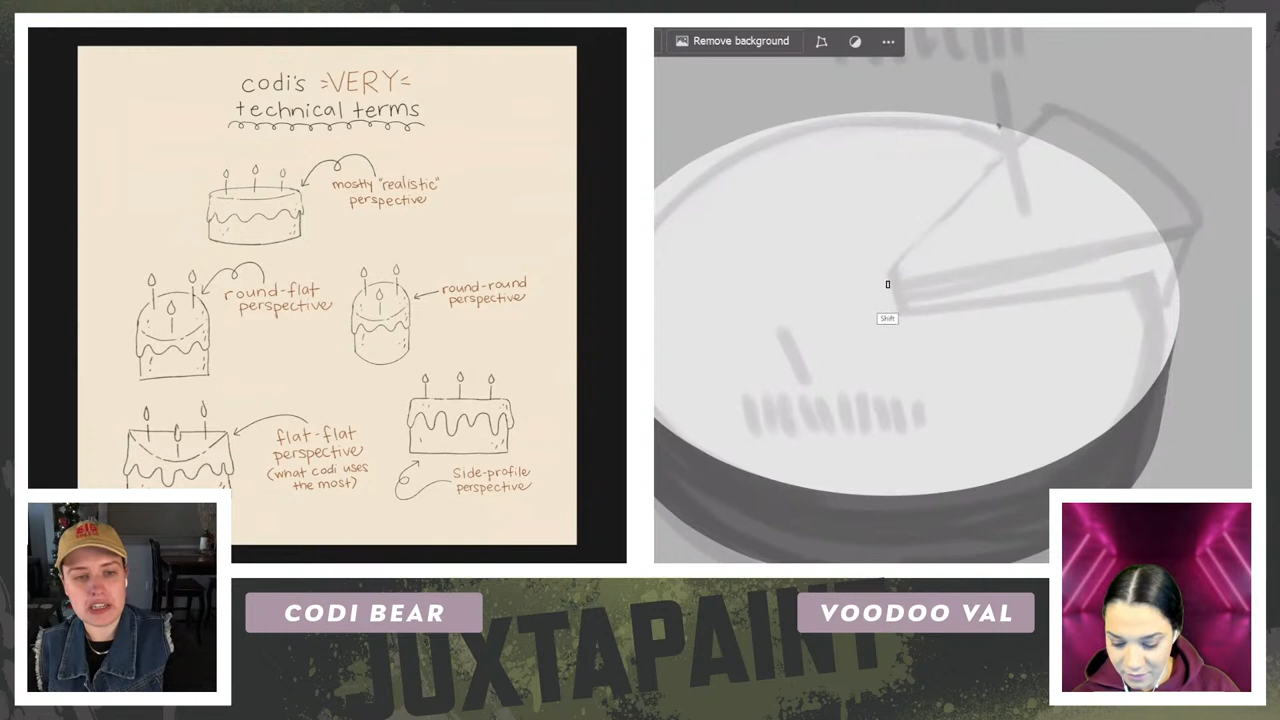 codi's VERY
technical terms
mostly "realistic"
perspective
round-flat
perspective
round-round
perspective
flat-flat
perspective
(what codi uses
the most)
Side-profile
perspective
Remove background
Shift
CODI BEAR
VOODOO VAL
JUXTAPAINT